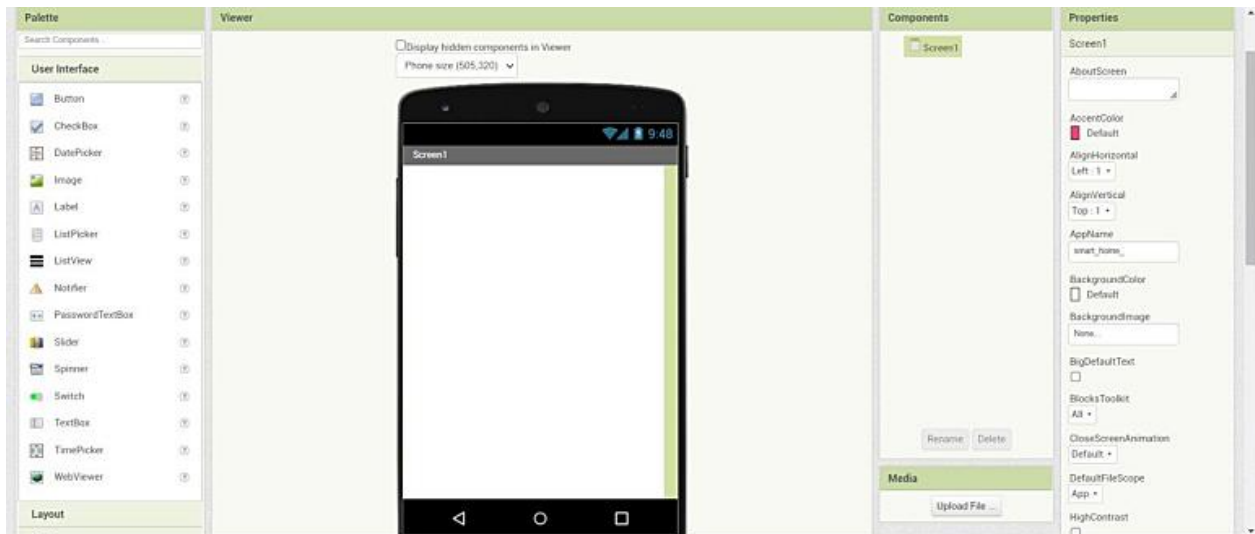 Palette
Search Components...
User Interface
Button
CheckBox
DatePicker
Image
Label
ListPicker
ListView
Notifier
PasswordTextBox
Slider
Spinner
Switch
TextBox
TimePicker
WebViewer
Layout
Viewer
Display hidden components in Viewer
Phone size (505,320)
9:48
Screen1
Components
Screen1
Rename Delete
Media
Upload File ...
Properties
Screen1
AboutScreen
AccentColor
Default
AlignHorizontal
Left : 1
AlignVertical
Top : 1
AppName
smart_home_
BackgroundColor
Default
BackgroundImage
None...
BigDefaultText
BlocksToolkit
All
CloseScreenAnimation
Default
DefaultFileScope
App
HighContrast